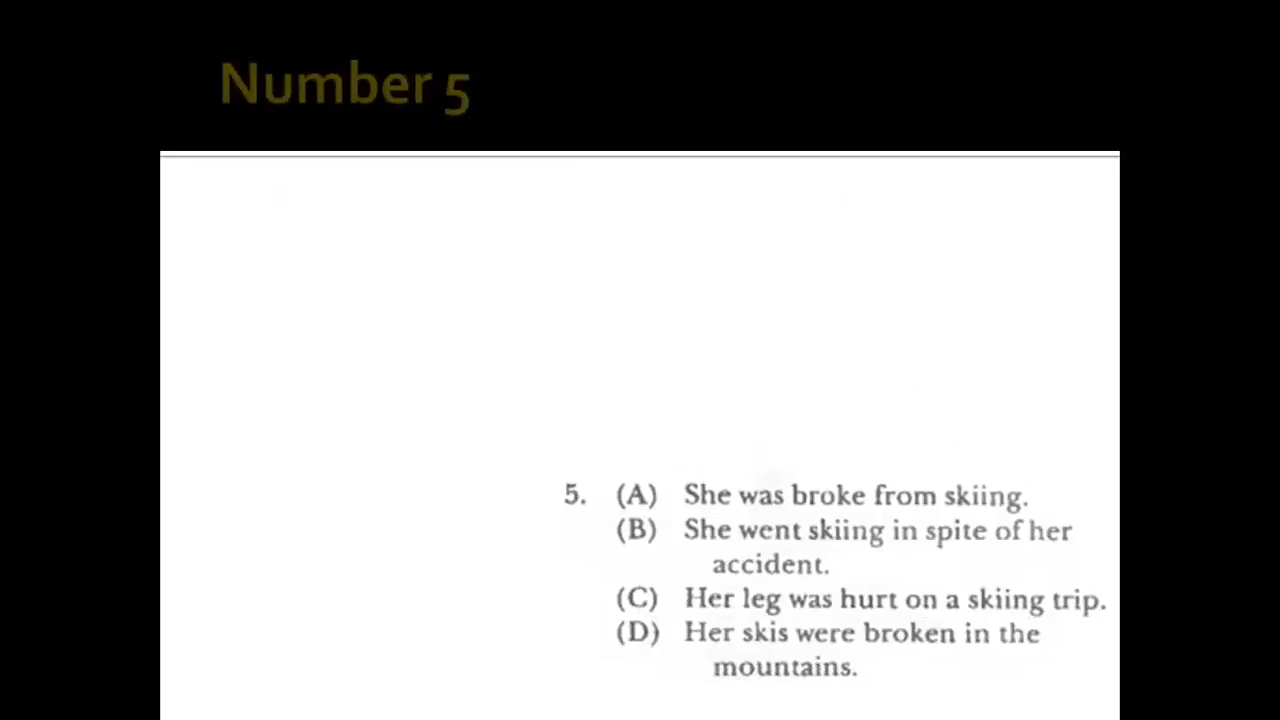 Number 5
5. (A) She was broke from skiing.
(B) She went skiing in spite of her
accident.
(C) Her leg was hurt on a skiing trip.
(D) Her skis were broken in the
mountains.